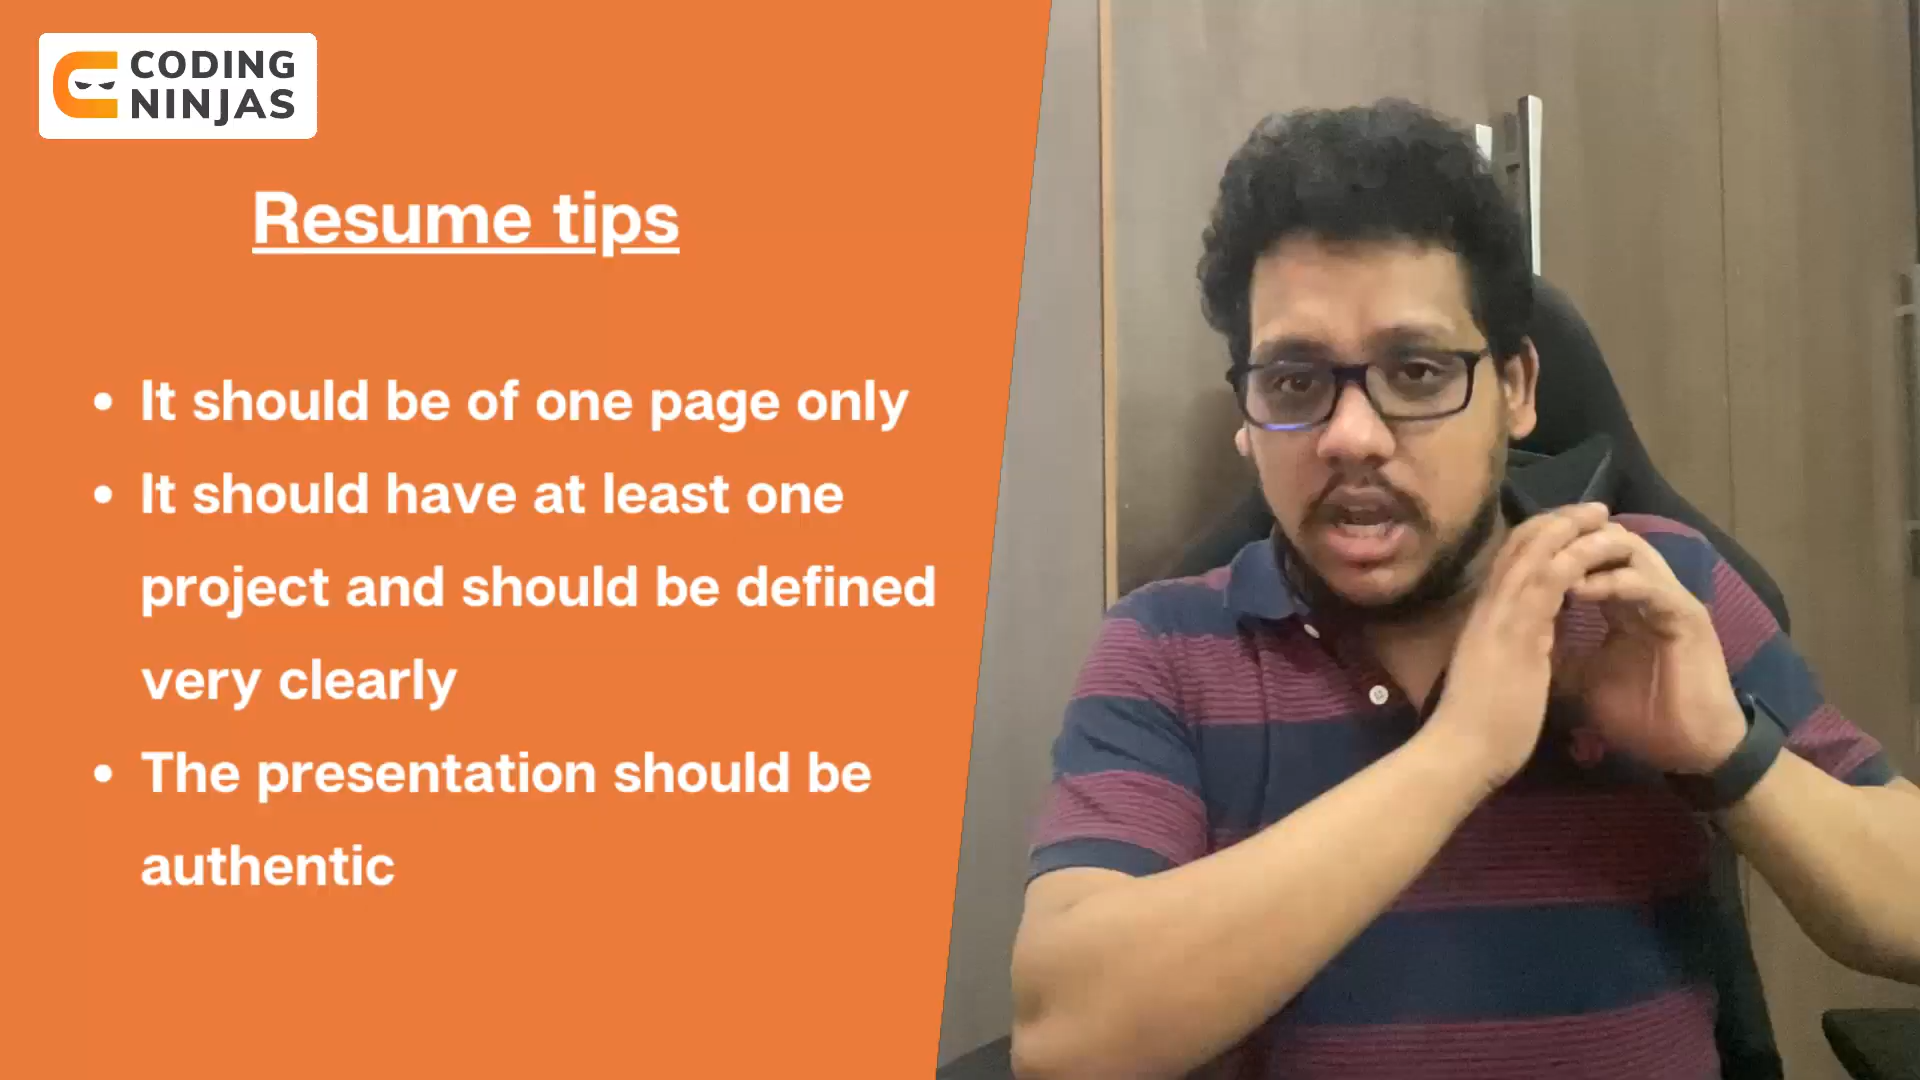 CODING
NINJAS
Resume tips
• It should be of one page only
• It should have at least one
project and should be defined
very clearly
• The presentation should be
authentic